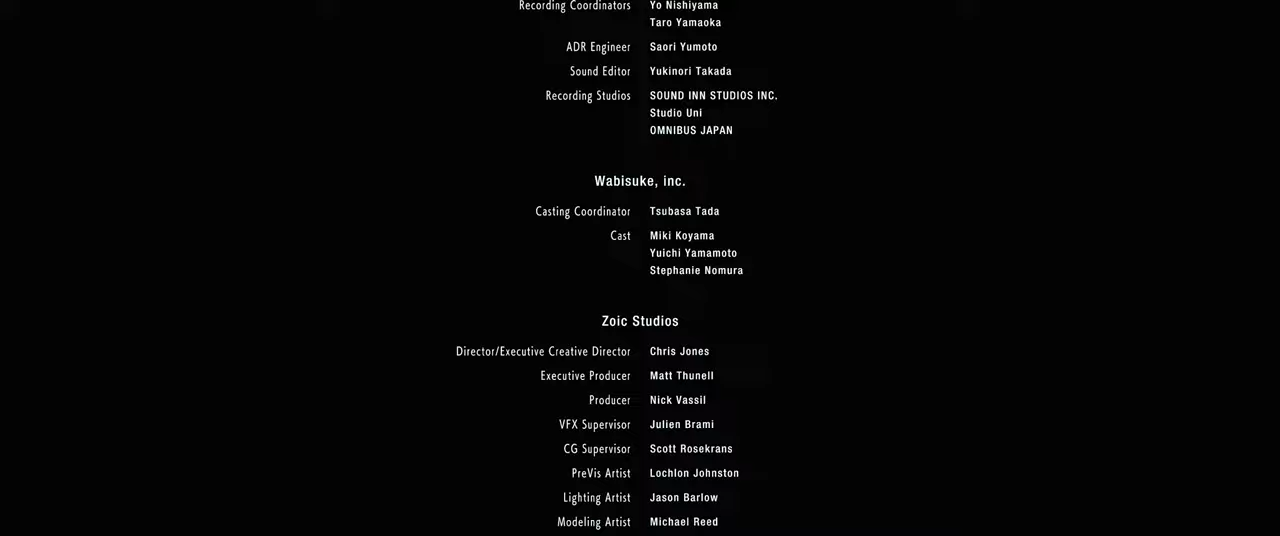 Recording Coordinators Yo Nishiyama
Taro Yamaoka
ADR Engineer Saori Yumoto
Sound Editor Yukinori Takada
Recording Studios SOUND INN STUDIOS INC.
Studio Uni
OMNIBUS JAPAN
Wabisuke, inc.
Casting Coordinator Tsubasa Tada
Cast Miki Koyama
Yuichi Yamamoto
Stephanie Nomura
Zoic Studios
Director/Executive Creative Director Chris Jones
Executive Producer Matt Thunell
Producer Nick Vassil
VFX Supervisor Julien Brami
CG Supervisor Scott Rosekrans
PreVis Artist Lochlon Johnston
Lighting Artist Jason Barlow
Modeling Artist Michael Reed